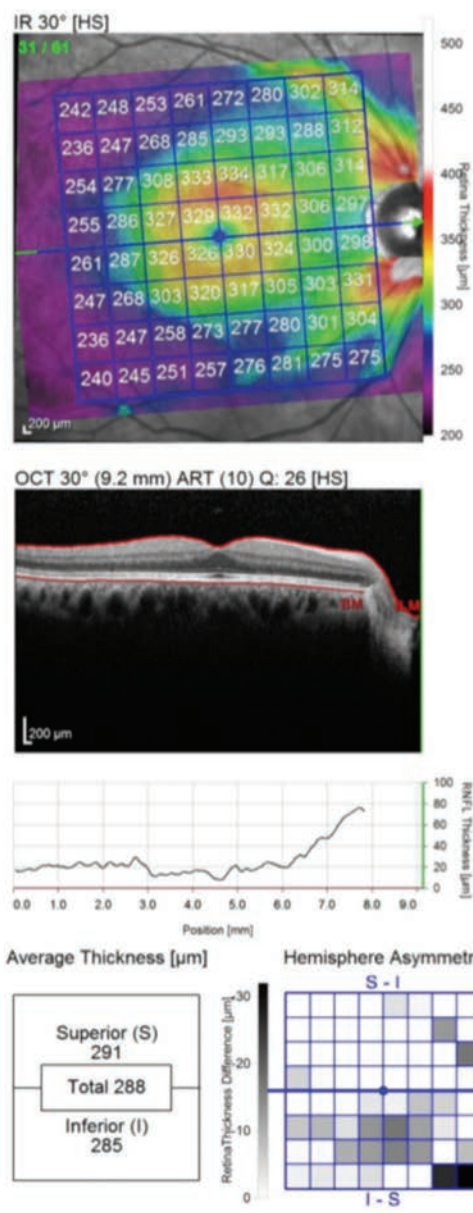 IR 30° [HS]
31 / 61
500
450
400
350
300
250
200
Retina Thickness [µm]
242 248 253 261 272 280 302 314
236 247 268 285 293 293 288 312
254 277 308 333 334 317 306 314
255 286 327 329 332 332 306 297
261 287 326 326 330 324 300 298
247 268 303 320 317 305 303 331
236 247 258 273 277 280 301 304
240 245 251 257 276 281 275 275
200 µm
OCT 30° (9.2 mm) ART (10) Q: 26 [HS]
BM
ILM
200 µm
100
80
60
40
20
0
RNFL Thickness [µm]
0.0 1.0 2.0 3.0 4.0 5.0 6.0 7.0 8.0 9.0
Position [mm]
Average Thickness [µm]
Superior (S)
291
Total 288
Inferior (I)
285
Hemisphere Asymmetr
S - I
30
20
10
0
RetinaThickness Difference [µm]
I - S